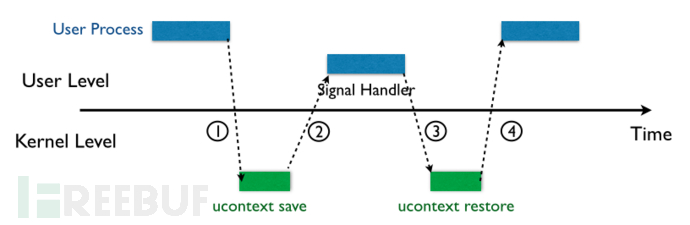 User Process
User Level
Signal Handler
① ② ③ ④
Time
Kernel Level
ucontext save
ucontext restore
FREEBUF